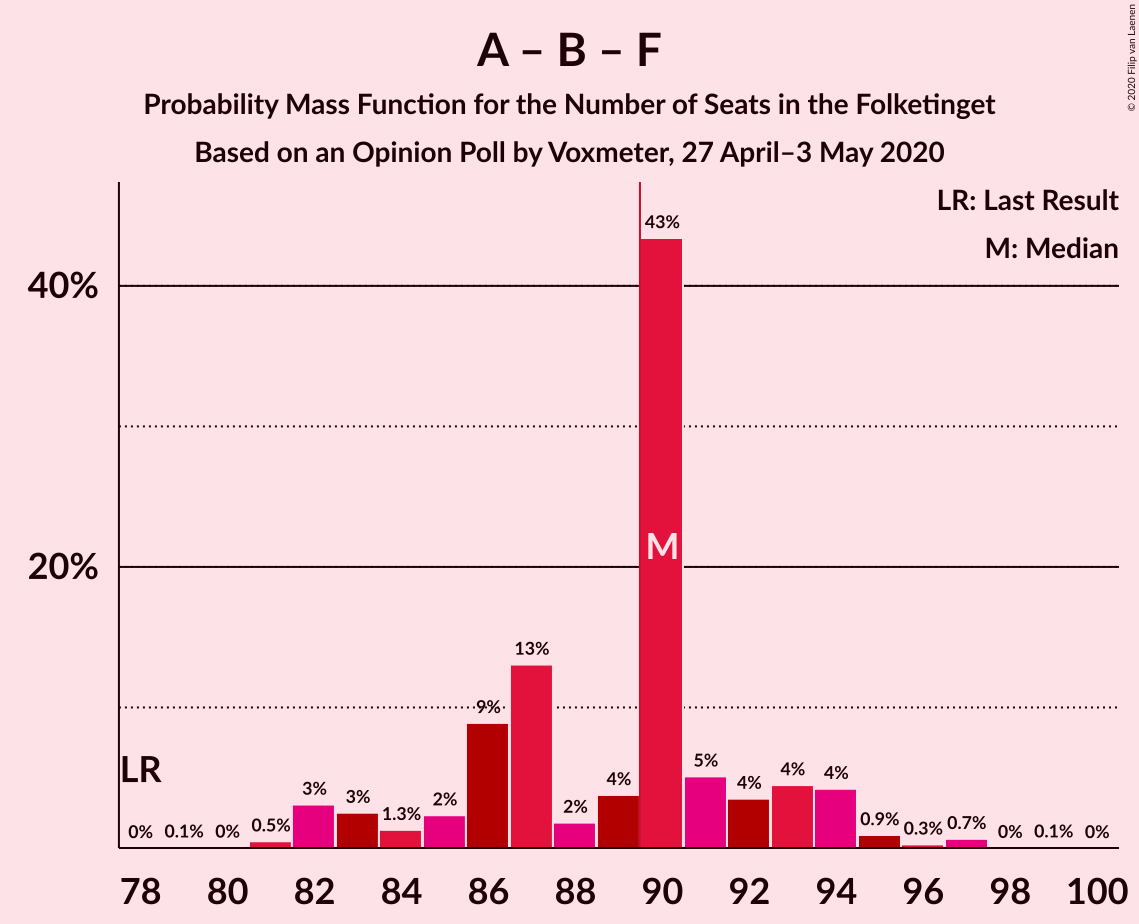 A – B – F
Probability Mass Function for the Number of Seats in the Folketinget
Based on an Opinion Poll by Voxmeter, 27 April–3 May 2020
© 2020 Filip van Laenen
LR: Last Result
M: Median
43%
40%
M
20%
13%
9%
LR
0%
0.1%
0%
0.5%
3%
3%
1.3%
2%
2%
4%
5%
4%
4%
4%
0.9%
0.3%
0.7%
0%
0.1%
0%
78 80 82 84 86 88 90 92 94 96 98 100